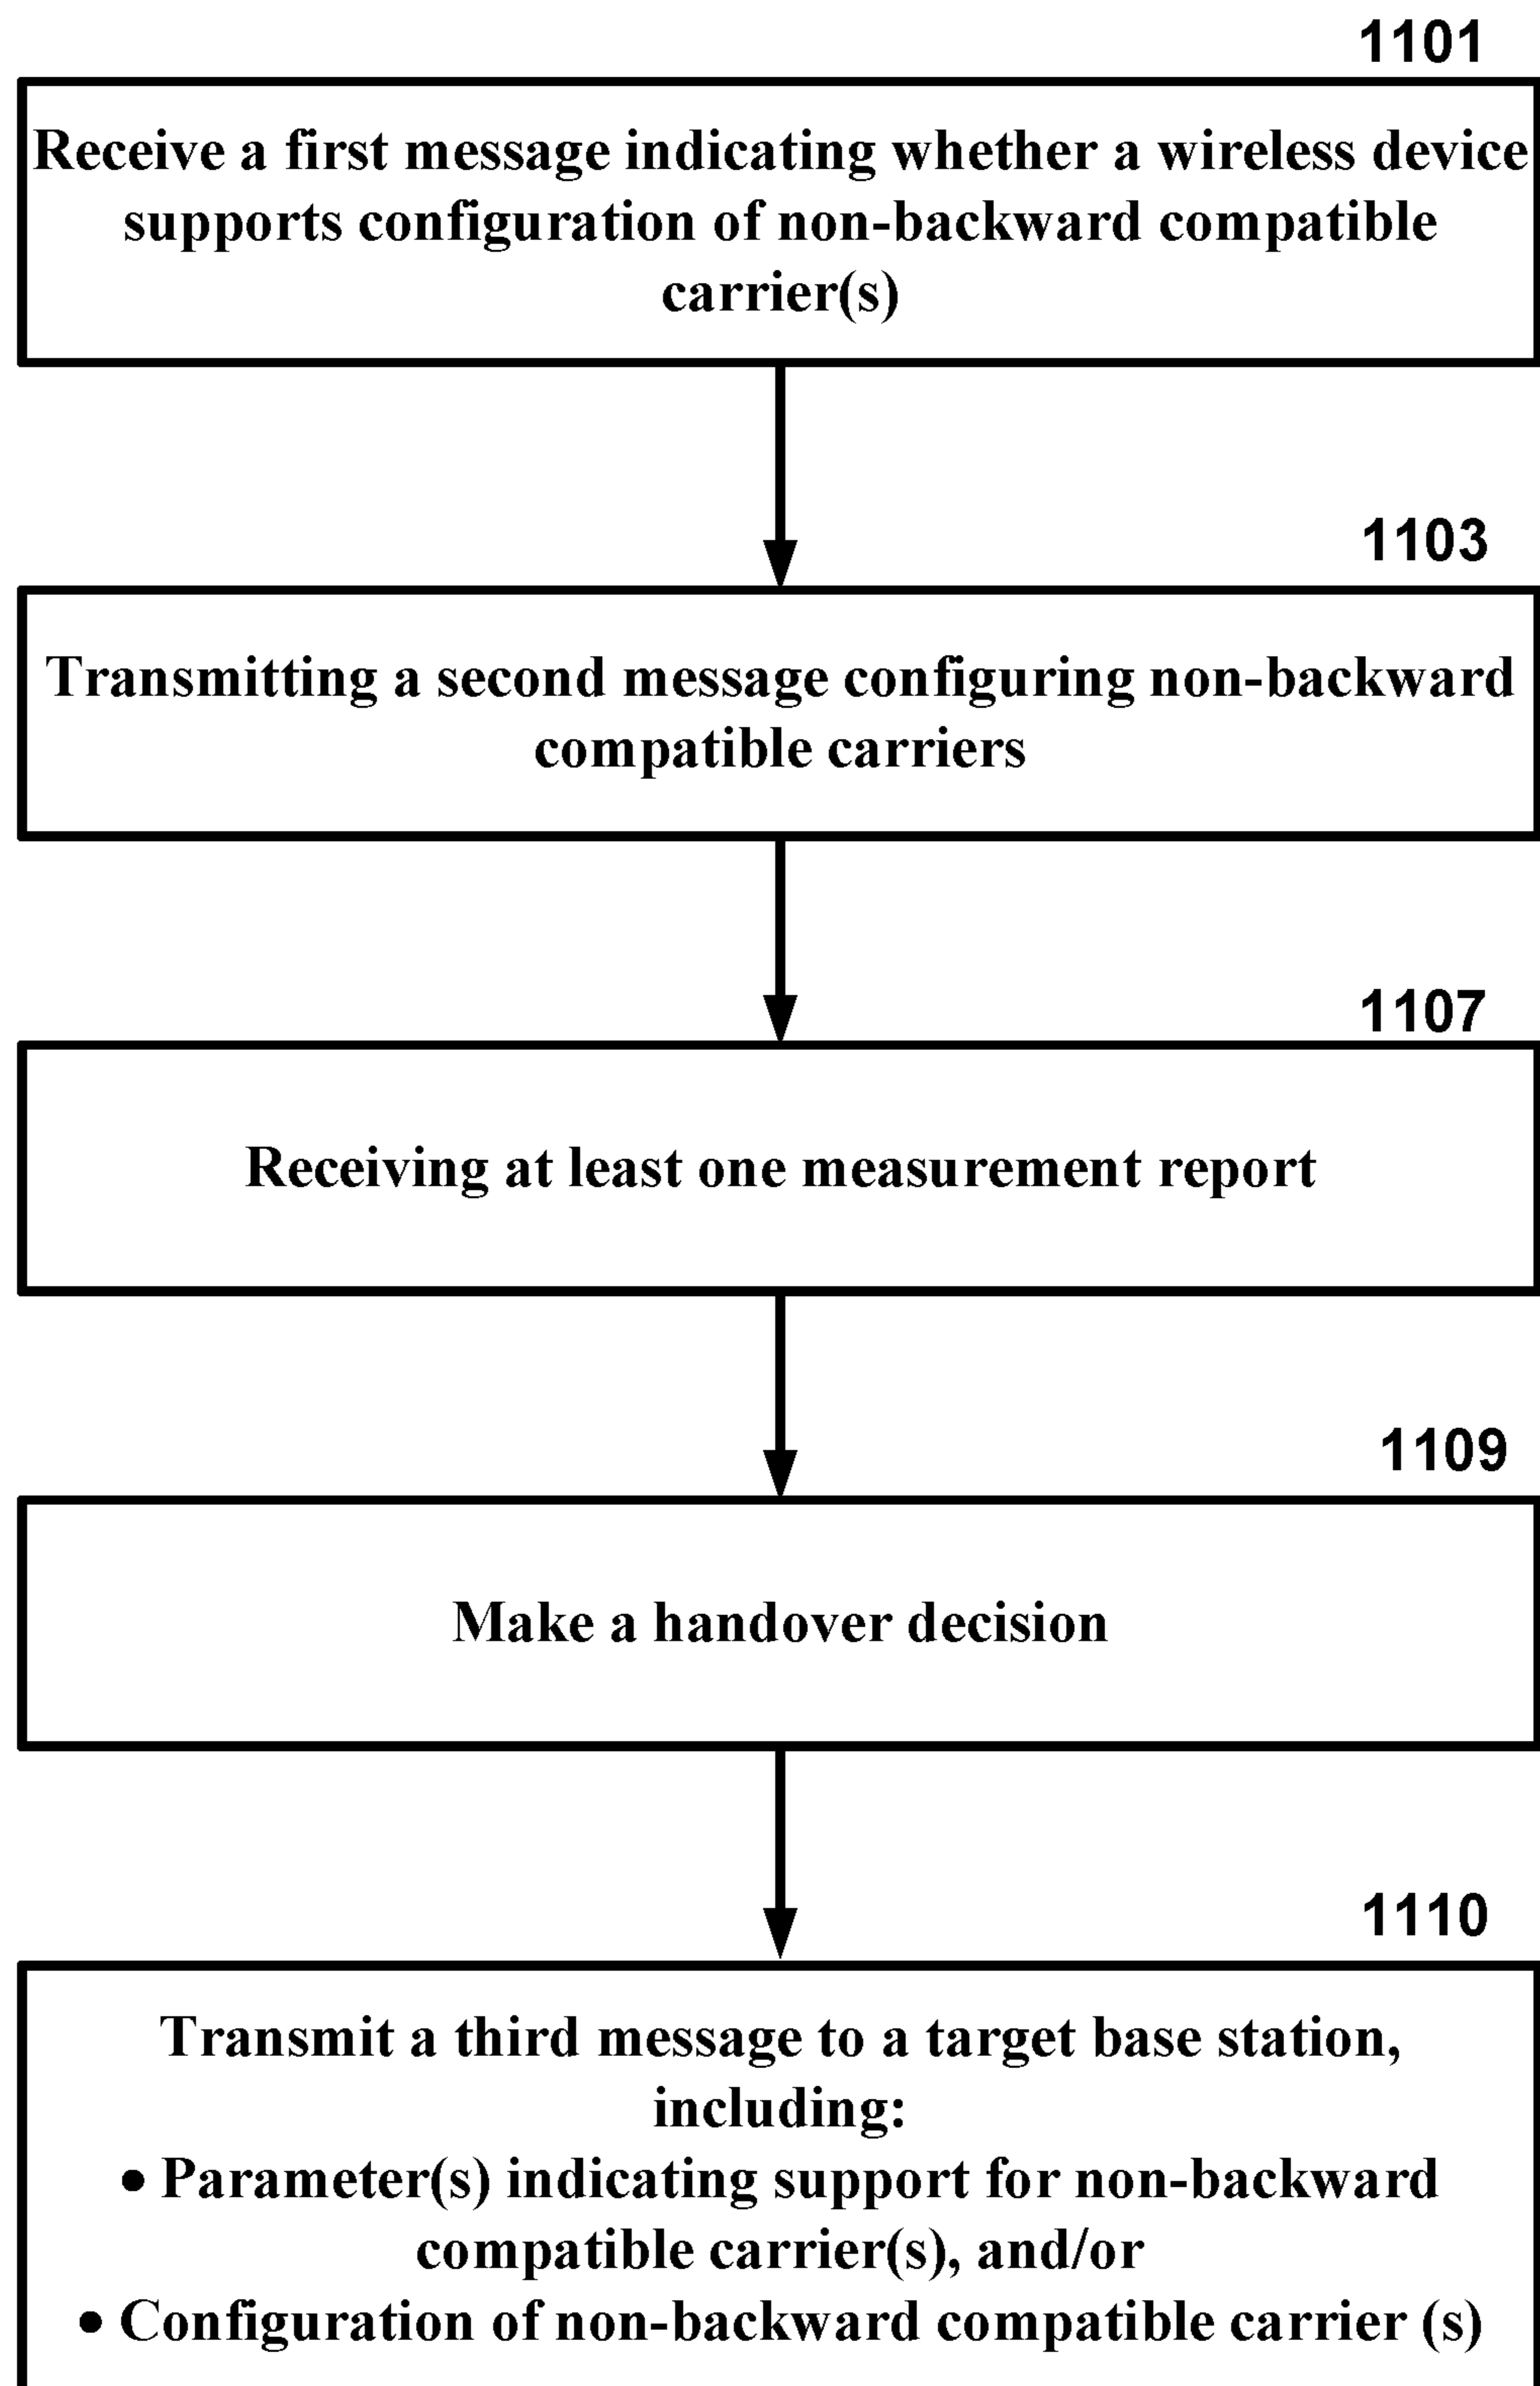 1101
Receive a first message indicating whether a wireless device
supports configuration of non-backward compatible
carrier(s)
1103
Transmitting a second message configuring non-backward
compatible carriers
1107
Receiving at least one measurement report
1109
Make a handover decision
1110
Transmit a third message to a target base station,
including:
• Parameter(s) indicating support for non-backward
compatible carrier(s), and/or
• Configuration of non-backward compatible carrier (s)